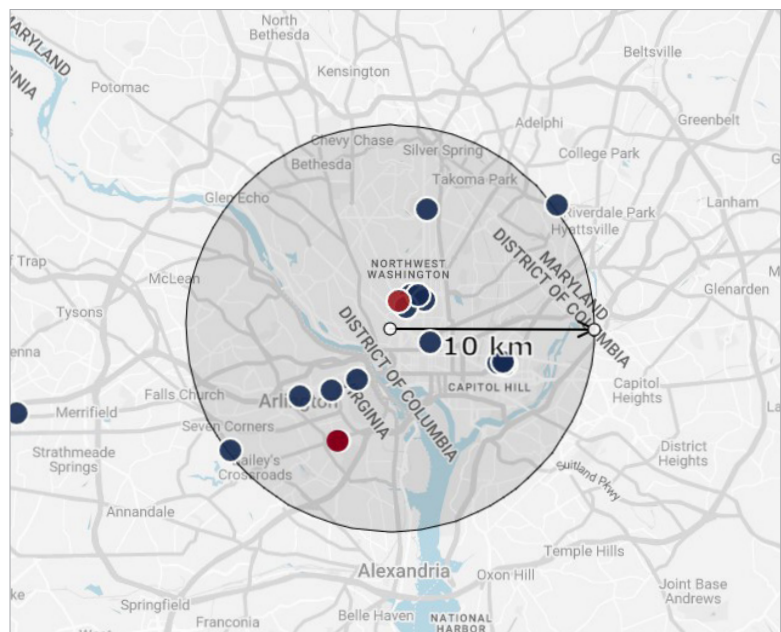 North
Bethesda
MARYLAND
Beltsville
Kensington
Potomac
Greenbelt
Adelphi
Chevy Chase
Silver Spring
College Park
Bethesda
Takoma Park
Glen Echo
Lanham
Riverdale Park
Hyattsville
f Trap
NORTHWEST
WASHINGTON
MARYLAND
DISTRICT OF COLUMBIA
McLean
Glenarden
Tysons
DISTRICT OF COLUMBIA
VIRGINIA
10 km
enna
CAPITOL HILL
Capitol
Heights
Falls Church
Arlington
Merrifield
Seven Corners
Strathmeade
Springs
Bailey's
Crossroads
District
Heights
Suitland Pkwy
Annandale
Temple Hills
Alexandria
Oxon Hill
Joint Base
Andrews
ke
Springfield
Belle Haven
NATIONAL
HARBOR
Franconia